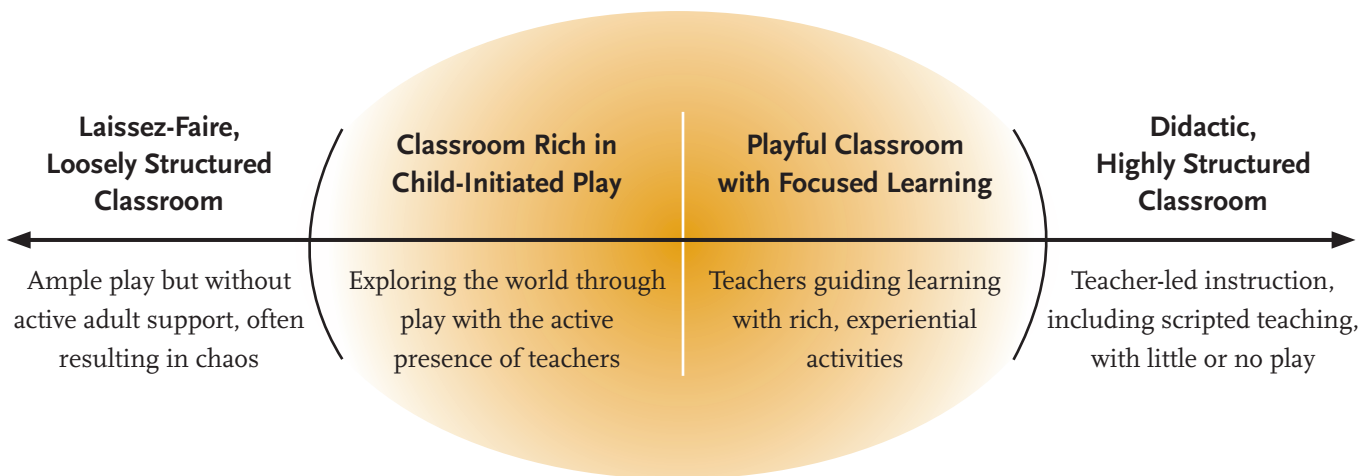 Laissez-Faire,
Loosely Structured
Classroom
Ample play but without
active adult support, often
resulting in chaos
Classroom Rich in
Child-Initiated Play
Exploring the world through
play with the active
presence of teachers
Playful Classroom
with Focused Learning
Teachers guiding learning
with rich, experiential
activities
Didactic,
Highly Structured
Classroom
Teacher-led instruction,
including scripted teaching,
with little or no play